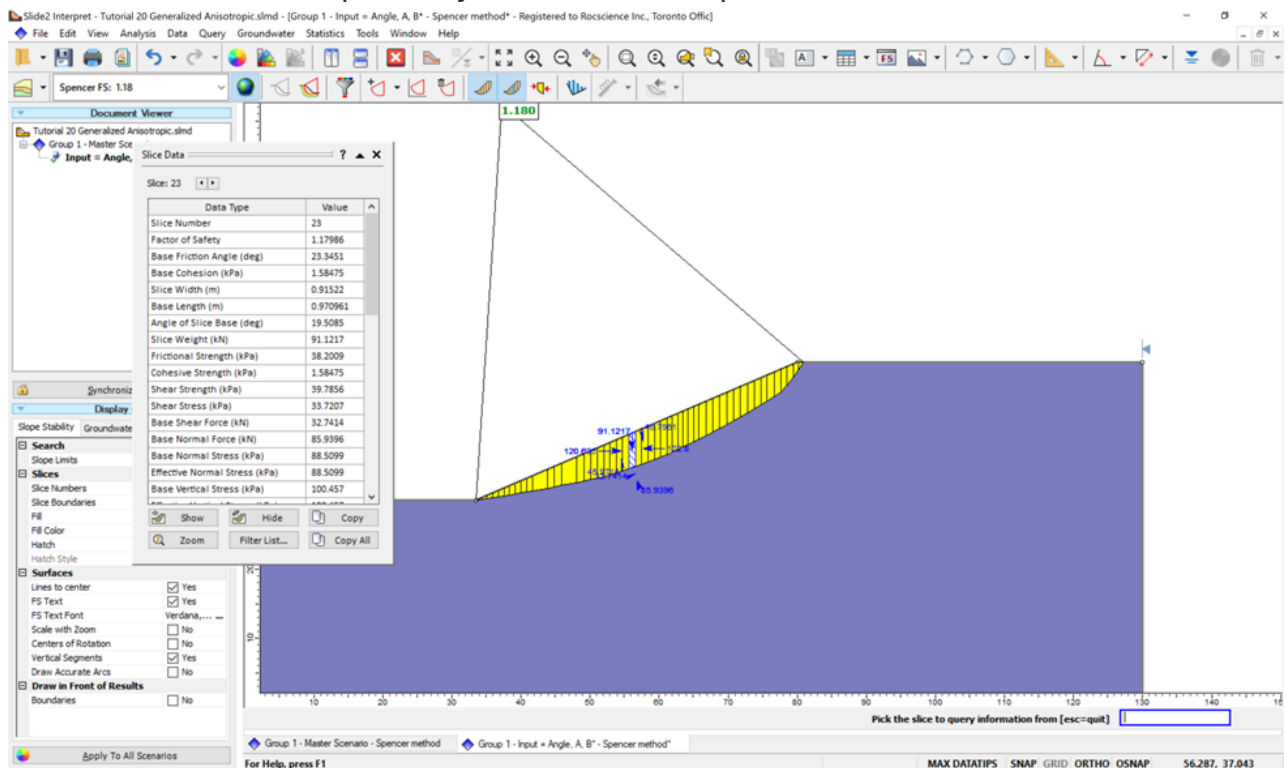 Slide2 Interpret - Tutorial 20 Generalized Anisotropic.slmd - [Group 1 - Input = Angle, A, B* - Spencer method* - Registered to Rocscience Inc., Toronto Offic]
File Edit View Analysis Data Query Groundwater Statistics Tools Window Help
Spencer FS: 1.18
Document Viewer
Tutorial 20 Generalized Anisotropic.slmd
Group 1 - Master Sce
Input = Angle,
Slice Data ? X
Slice: 23
Data Type Value
Slice Number 23
Factor of Safety 1.17986
Base Friction Angle (deg) 23.3451
Base Cohesion (kPa) 1.58475
Slice Width (m) 0.91522
Base Length (m) 0.970961
Angle of Slice Base (deg) 19.5085
Slice Weight (kN) 91.1217
Frictional Strength (kPa) 38.2009
Cohesive Strength (kPa) 1.58475
Shear Strength (kPa) 39.7856
Shear Stress (kPa) 33.7207
Base Shear Force (kN) 32.7414
Base Normal Force (kN) 85.9396
Base Normal Stress (kPa) 88.5099
Effective Normal Stress (kPa) 88.5099
Base Vertical Stress (kPa) 100.457
Show Hide Copy
Zoom Filter List... Copy All
Synchroniz
Display
Slope Stability Groundwate
Search
Slope Limits
Slices
Slice Numbers
Slice Boundaries
Fill
Fill Color
Hatch
Hatch Style
Surfaces
Lines to center Yes
FS Text Yes
FS Text Font Verdana,... ...
Scale with Zoom No
Centers of Rotation No
Vertical Segments Yes
Draw Accurate Arcs No
Draw in Front of Results
Boundaries No
Apply To All Scenarios
1.180
91.1217
85.9396
20
10 20 30 40 50 60 70 80 90 100 110 120 130 140
Pick the slice to query information from [esc=quit]
Group 1 - Master Scenario - Spencer method Group 1 - Input = Angle, A, B* - Spencer method*
For Help, press F1 MAX DATATIPS SNAP GRID ORTHO OSNAP 56.287, 37.043